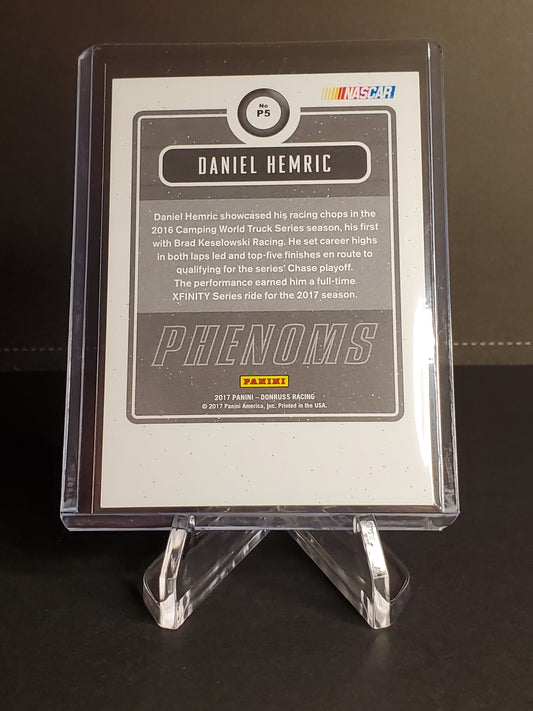 NASCAR
No
P5
DANIEL HEMRIC
Daniel Hemric showcased his racing chops in the
2016 Camping World Truck Series season, his first
with Brad Keselowski Racing. He set career highs
in both laps led and top-five finishes en route to
qualifying for the series' Chase playoff.
The performance earned him a full-time
XFINITY Series ride for the 2017 season.
PHENOMS
PANINI
2017 PANINI – DONRUSS RACING
© 2017 Panini America, Inc. Printed in the USA.